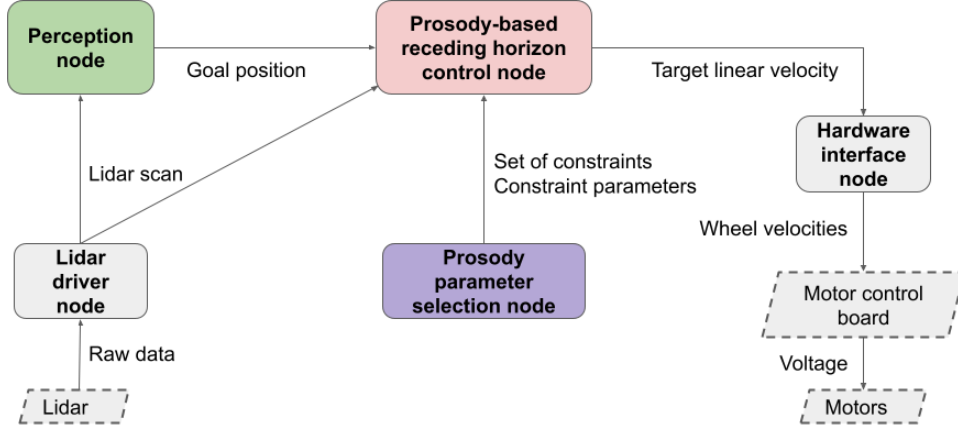 Perception
node
Goal position
Prosody-based
receding horizon
control node
Target linear velocity
Hardware
interface
node
Lidar scan
Set of constraints
Constraint parameters
Wheel velocities
Lidar
driver
node
Prosody
parameter
selection node
Motor control
board
Raw data
Voltage
Lidar
Motors